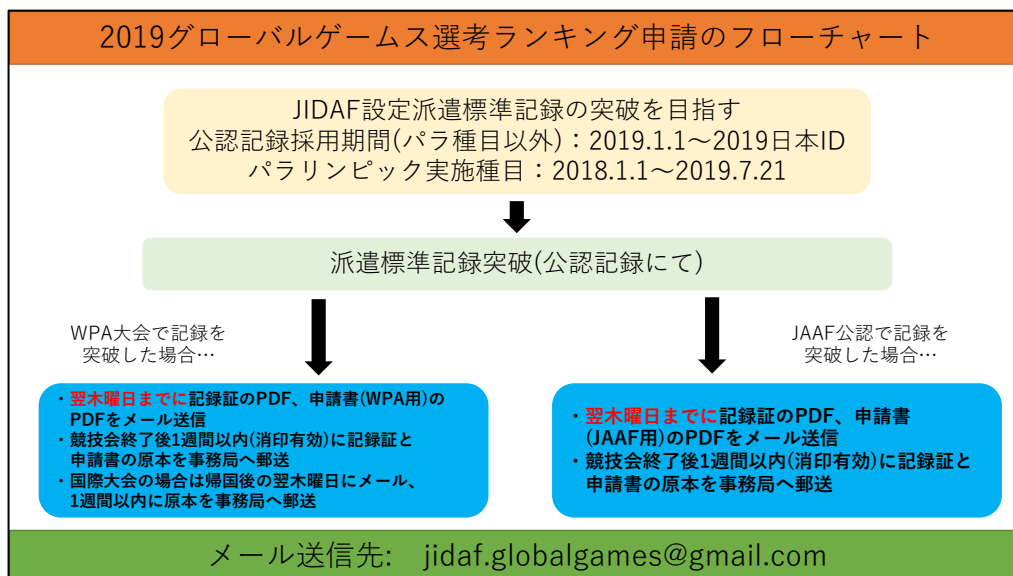 2019グローバルゲームス選考ランキング申請のフローチャート
JIDAF設定派遣標準記録の突破を目指す
公認記録採用期間(パラ種目以外)：2019.1.1～2019日本ID
パラリンピック実施種目：2018.1.1～2019.7.21
派遣標準記録突破(公認記録にて)
WPA大会で記録を
突破した場合…
JAAF公認で記録を
突破した場合…
・翌木曜日までに記録証のPDF、申請書(WPA用)の
PDFをメール送信
・競技会終了後1週間以内(消印有効)に記録証と
申請書の原本を事務局へ郵送
・国際大会の場合は帰国後の翌木曜日にメール、
1週間以内に原本を事務局へ郵送
・翌木曜日までに記録証のPDF、申請書
(JAAF用)のPDFをメール送信
・競技会終了後1週間以内(消印有効)に記録証と
申請書の原本を事務局へ郵送
メール送信先:　jidaf.globalgames@gmail.com